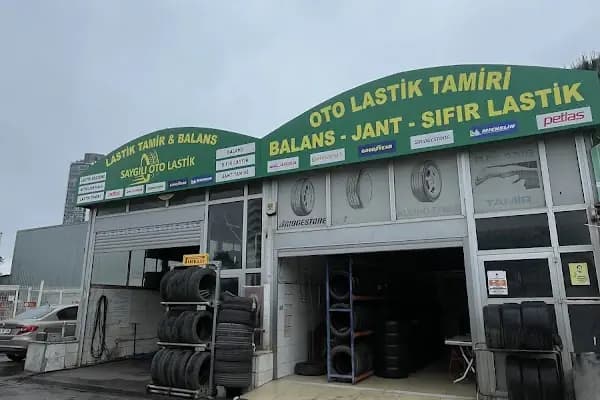 LASTİK TAMİR & BALANS
SAYGILI OTO LASTİK
BALANS
SIFIR LASTİK
JANT TAMİRİ
OTO LASTİK TAMİRİ
BALANS - JANT - SIFIR LASTİK
GOODYEAR
BRIDGESTONE
MICHELIN
petlas
BRIDGESTONE
TAMİR